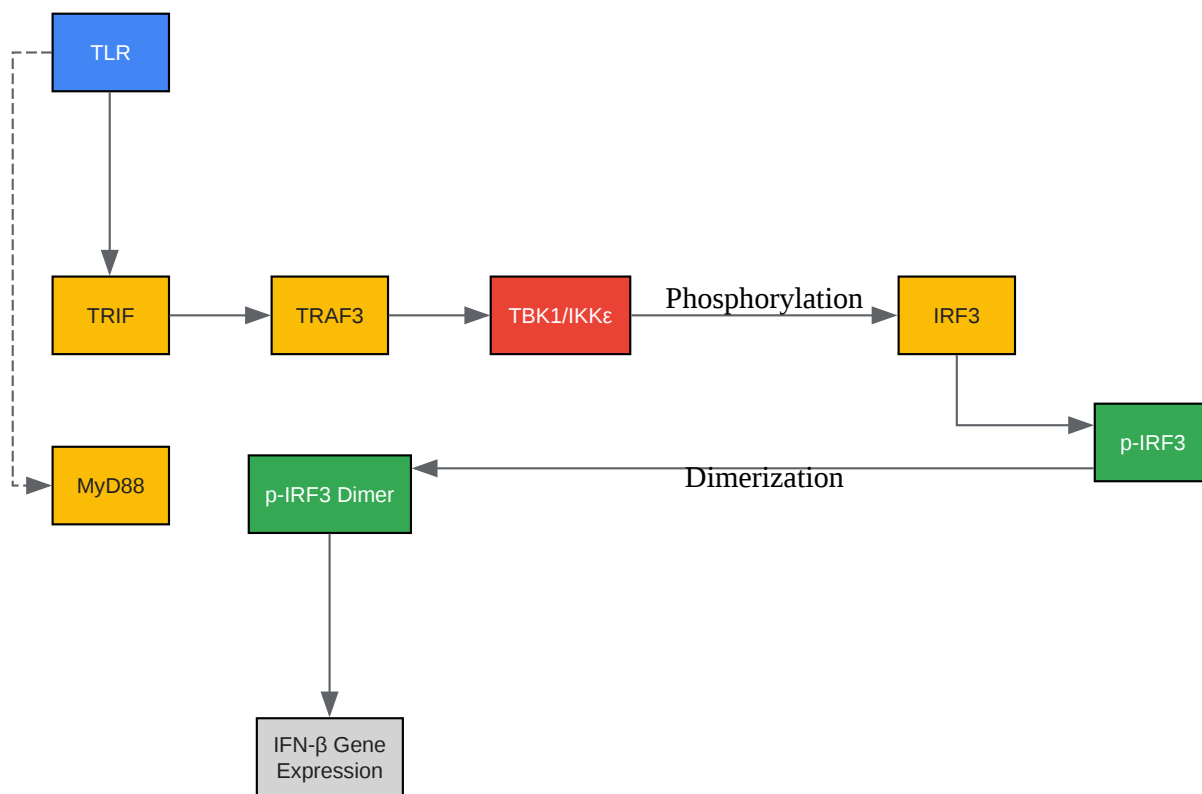 TLR
TRIF
TRAF3
TBK1/IKKε
Phosphorylation
IRF3
p-IRF3
MyD88
p-IRF3 Dimer
Dimerization
IFN-β Gene
Expression